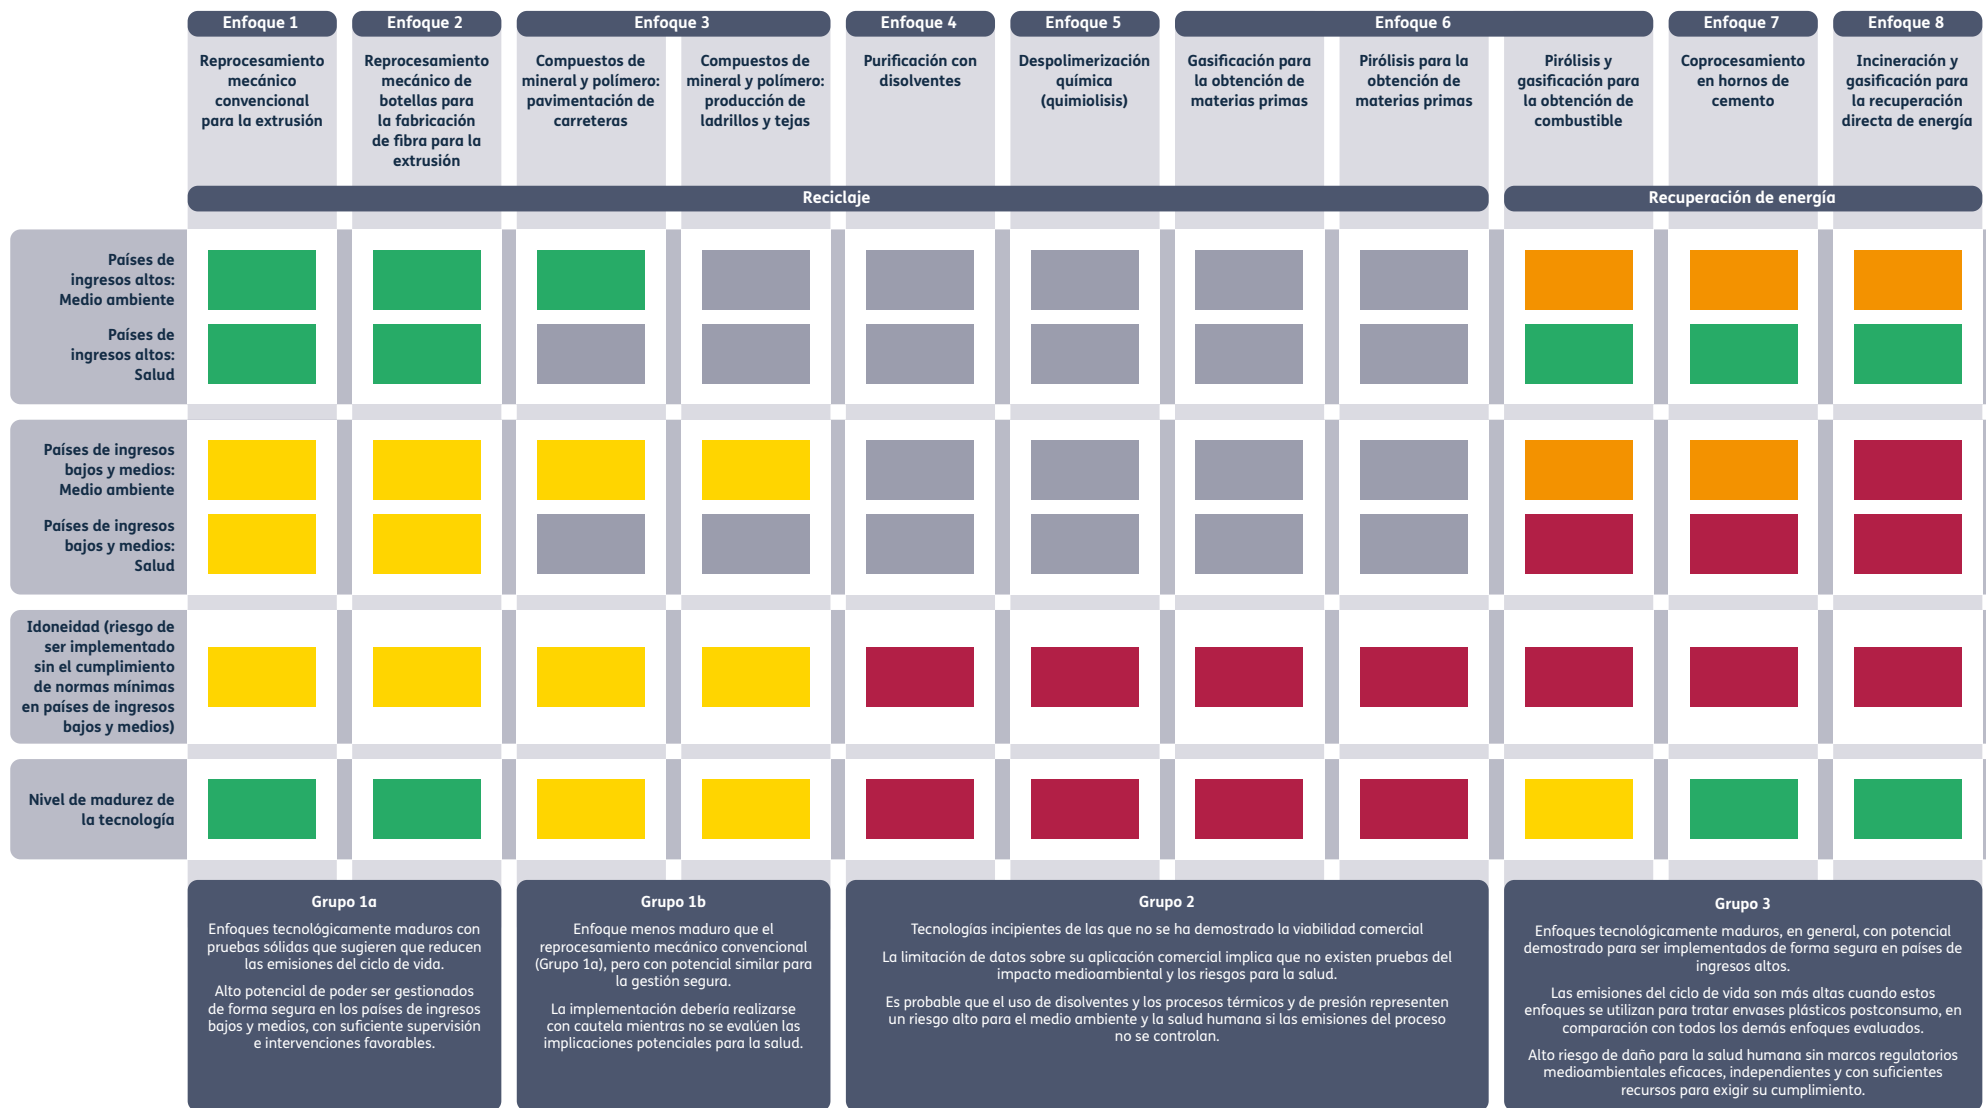 Enfoque 1
Enfoque 2
Enfoque 3
Enfoque 4
Enfoque 5
Enfoque 6
Enfoque 7
Enfoque 8
Reprocesamiento
mecánico
convencional
para la extrusión
Reprocesamiento
mecánico de
botellas para
la fabricación
de fibra para la
extrusión
Compuestos de
mineral y polímero:
pavimentación de
carreteras
Compuestos de
mineral y polímero:
producción de
ladrillos y tejas
Purificación con
disolventes
Despolimerización
química
(quimiolisis)
Gasificación para
la obtención de
materias primas
Pirólisis para la
obtención de
materias primas
Pirólisis y
gasificación para
la obtención de
combustible
Coprocesamiento
en hornos de
cemento
Incineración y
gasificación para
la recuperación
directa de energía
Reciclaje
Recuperación de energía
Países de
ingresos altos:
Medio ambiente
Países de
ingresos altos:
Salud
Países de ingresos
bajos y medios:
Medio ambiente
Países de ingresos
bajos y medios:
Salud
Idoneidad (riesgo de
ser implementado
sin el cumplimiento
de normas mínimas
en países de ingresos
bajos y medios)
Nivel de madurez de
la tecnología
Grupo 1a
Enfoques tecnológicamente maduros con
pruebas sólidas que sugieren que reducen
las emisiones del ciclo de vida.
Alto potencial de poder ser gestionados
de forma segura en los países de ingresos
bajos y medios, con suficiente supervisión
e intervenciones favorables.
Grupo 1b
Enfoque menos maduro que el
reprocesamiento mecánico convencional
(Grupo 1a), pero con potencial similar para
la gestión segura.
La implementación debería realizarse
con cautela mientras no se evalúen las
implicaciones potenciales para la salud.
Grupo 2
Tecnologías incipientes de las que no se ha demostrado la viabilidad comercial
La limitación de datos sobre su aplicación comercial implica que no existen pruebas del
impacto medioambiental y los riesgos para la salud.
Es probable que el uso de disolventes y los procesos térmicos y de presión representen
un riesgo alto para el medio ambiente y la salud humana si las emisiones del proceso
no se controlan.
Grupo 3
Enfoques tecnológicamente maduros, en general, con potencial
demostrado para ser implementados de forma segura en países de
ingresos altos.
Las emisiones del ciclo de vida son más altas cuando estos
enfoques se utilizan para tratar envases plásticos postconsumo, en
comparación con todos los demás enfoques evaluados.
Alto riesgo de daño para la salud humana sin marcos regulatorios
medioambientales eficaces, independientes y con suficientes
recursos para exigir su cumplimiento.